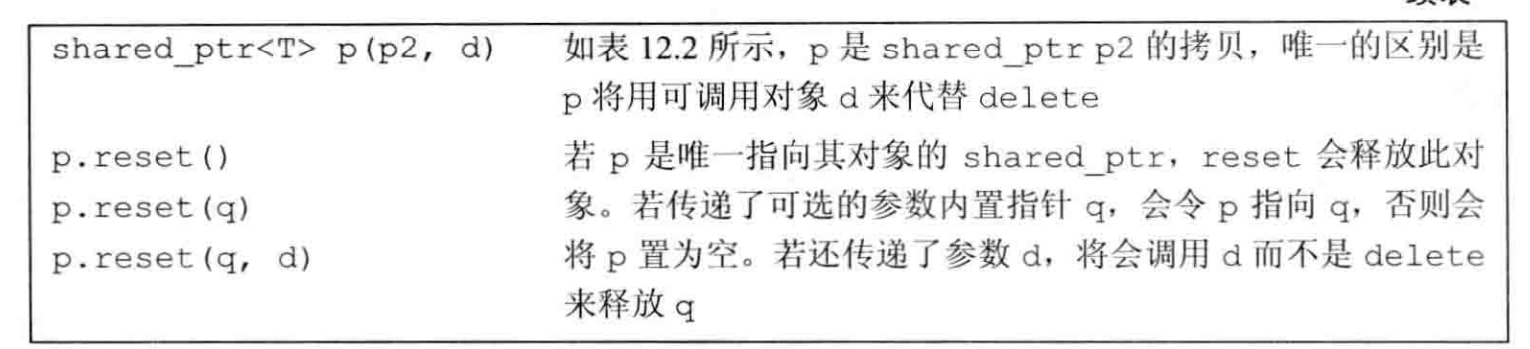 shared_ptr<T> p(p2, d) 如表 12.2 所示，p 是 shared_ptr p2 的拷贝，唯一的区别是
p 将用可调用对象 d 来代替 delete
p.reset() 若 p 是唯一指向其对象的 shared_ptr，reset 会释放此对
p.reset(q) 象。若传递了可选的参数内置指针 q，会令 p 指向 q，否则会
p.reset(q, d) 将 p 置为空。若还传递了参数 d，将会调用 d 而不是 delete
来释放 q